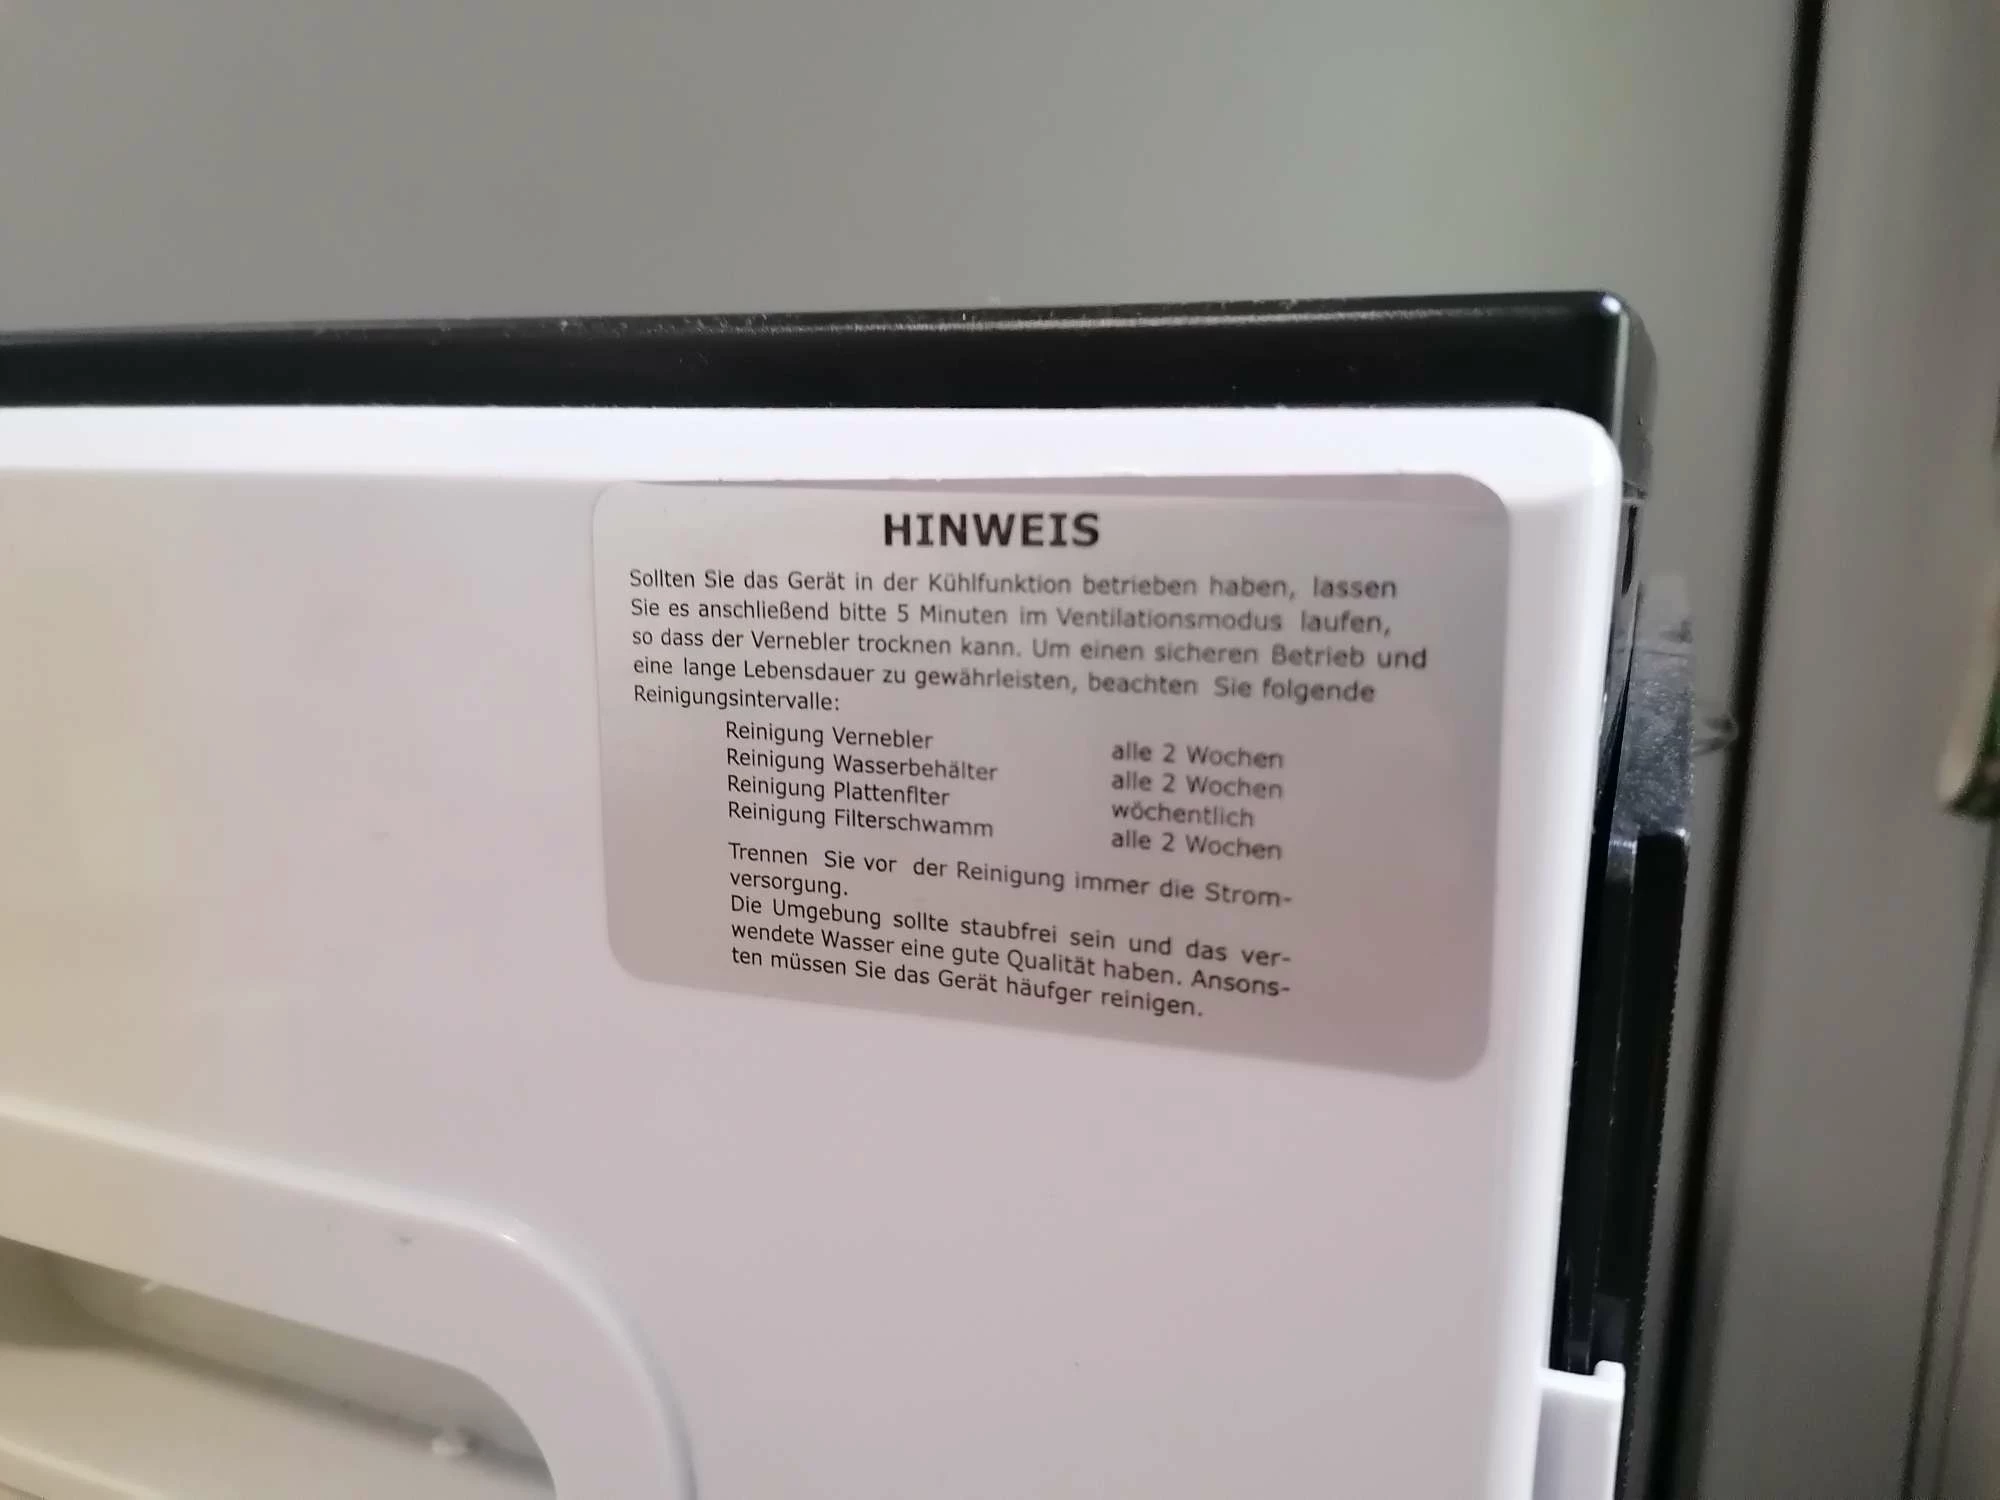 HINWEIS
Sollten Sie das Gerät in der Kühlfunktion betrieben haben, lassen
Sie es anschließend bitte 5 Minuten im Ventilationsmodus laufen,
so dass der Vernebler trocknen kann. Um einen sicheren Betrieb und
eine lange Lebensdauer zu gewährleisten, beachten Sie folgende
Reinigungsintervalle:
Reinigung Vernebler alle 2 Wochen
Reinigung Wasserbehälter alle 2 Wochen
Reinigung Plattenflter wöchentlich
Reinigung Filterschwamm alle 2 Wochen
Trennen Sie vor der Reinigung immer die Strom-
versorgung.
Die Umgebung sollte staubfrei sein und das ver-
wendete Wasser eine gute Qualität haben. Ansons-
ten müssen Sie das Gerät häufger reinigen.